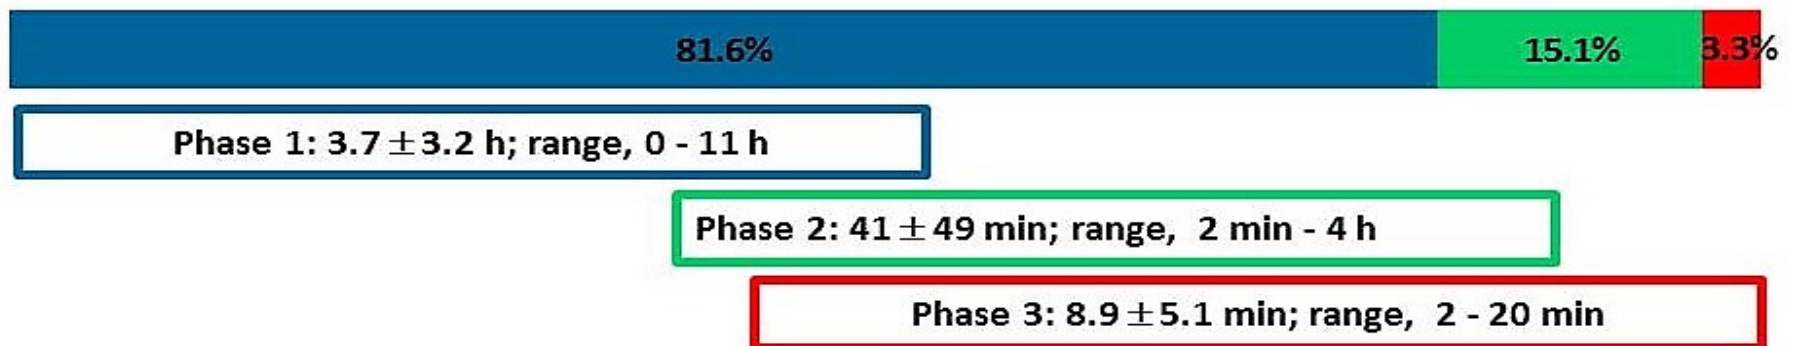 81.6% 15.1% 3.3%
Phase 1: 3.7 ± 3.2 h; range, 0 - 11 h
Phase 2: 41 ± 49 min; range, 2 min - 4 h
Phase 3: 8.9 ± 5.1 min; range, 2 - 20 min